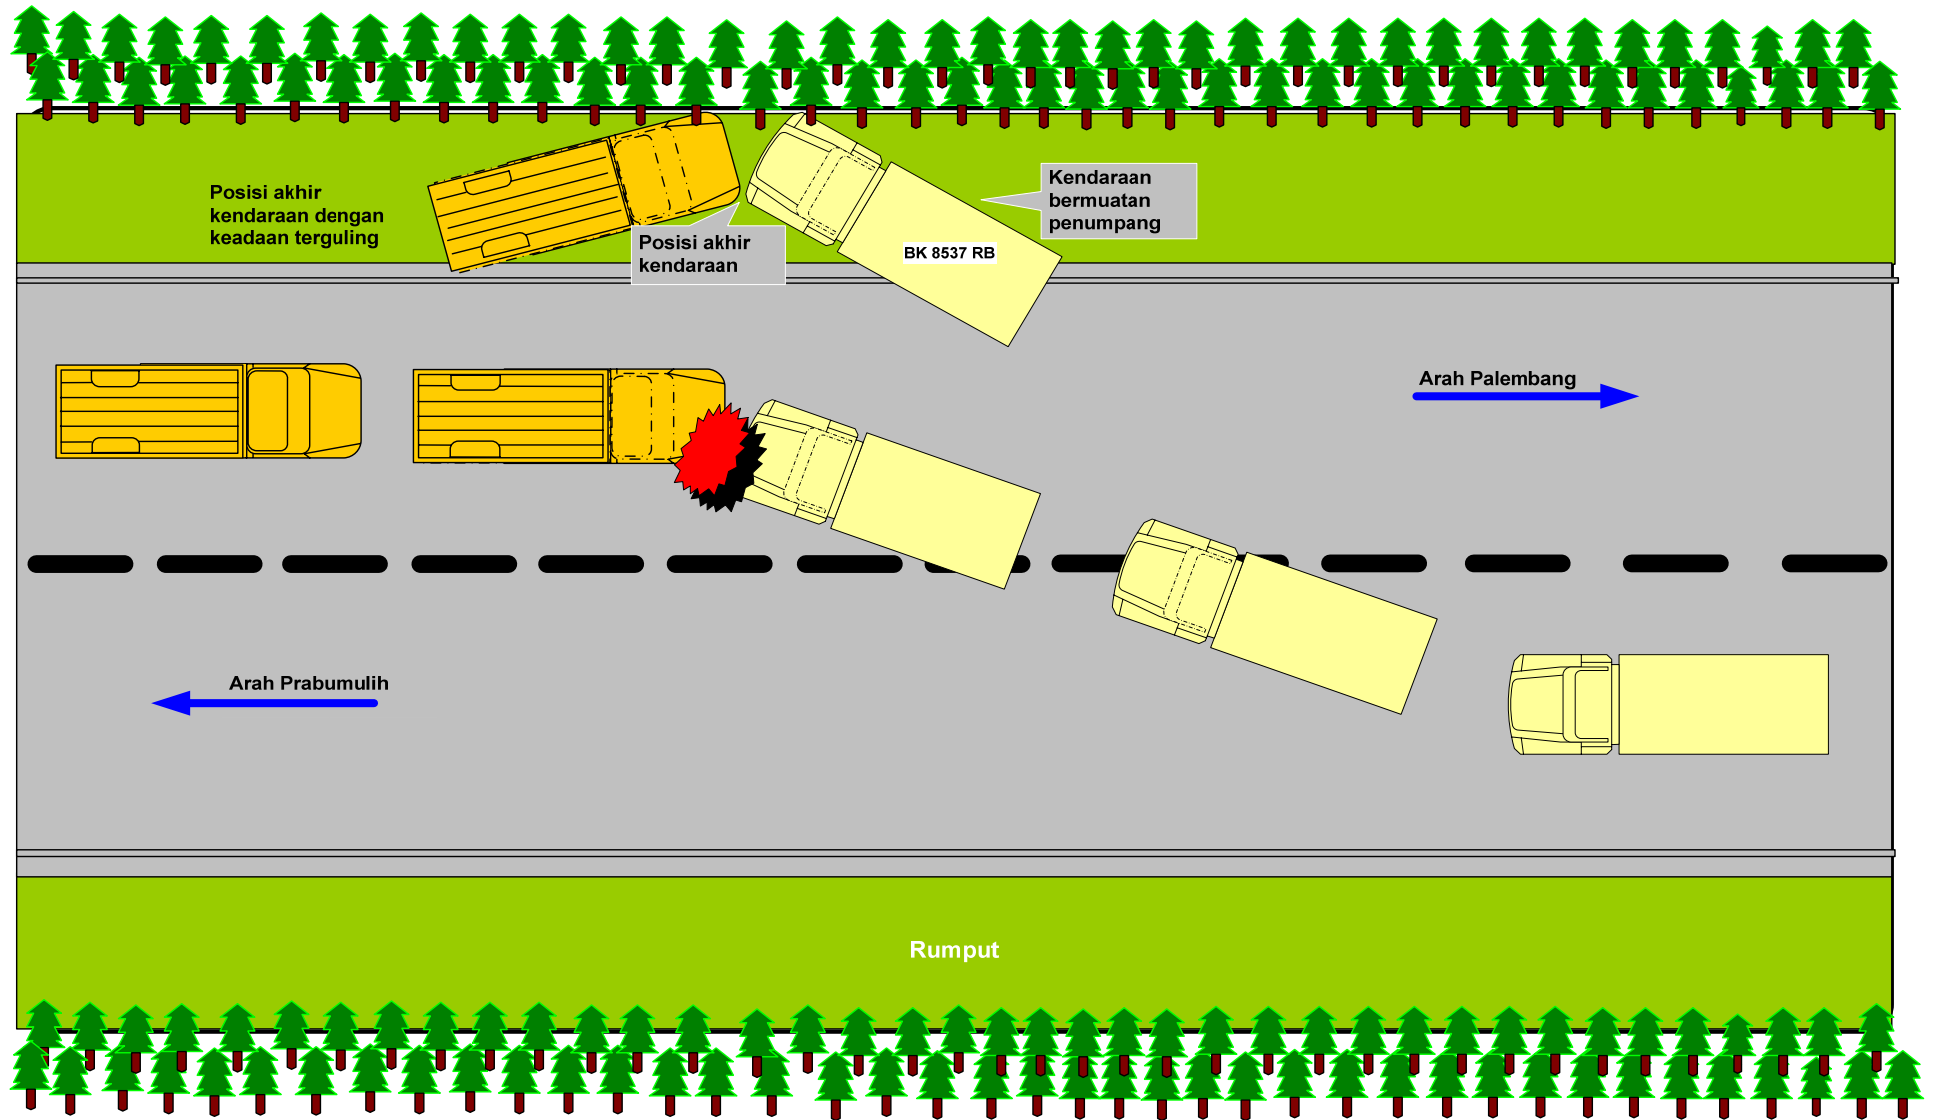 Posisi akhir
kendaraan dengan
keadaan terguling
Posisi akhir
kendaraan
Kendaraan
bermuatan
penumpang
BK 8537 RB
Arah Palembang
Arah Prabumulih
Rumput